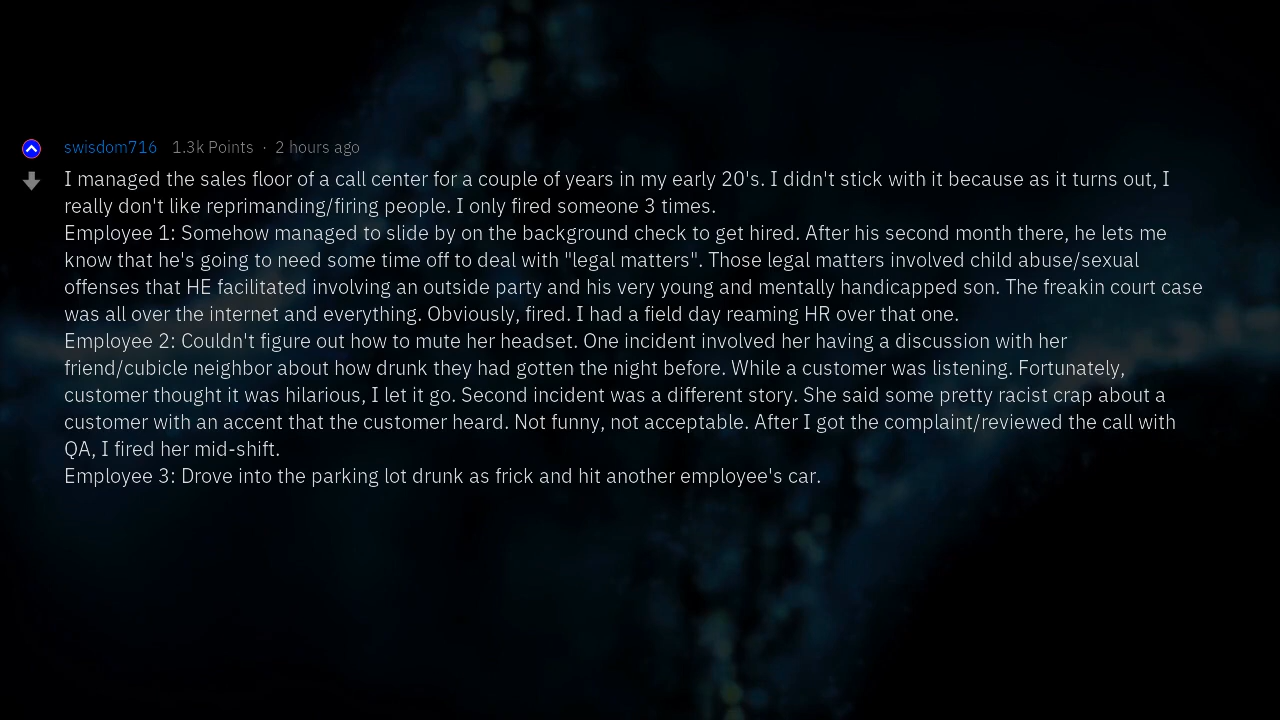 swisdom716 1.3k Points · 2 hours ago
I managed the sales floor of a call center for a couple of years in my early 20's. I didn't stick with it because as it turns out, I
really don't like reprimanding/firing people. I only fired someone 3 times.
Employee 1: Somehow managed to slide by on the background check to get hired. After his second month there, he lets me
know that he's going to need some time off to deal with "legal matters". Those legal matters involved child abuse/sexual
offenses that HE facilitated involving an outside party and his very young and mentally handicapped son. The freakin court case
was all over the internet and everything. Obviously, fired. I had a field day reaming HR over that one.
Employee 2: Couldn't figure out how to mute her headset. One incident involved her having a discussion with her
friend/cubicle neighbor about how drunk they had gotten the night before. While a customer was listening. Fortunately,
customer thought it was hilarious, I let it go. Second incident was a different story. She said some pretty racist crap about a
customer with an accent that the customer heard. Not funny, not acceptable. After I got the complaint/reviewed the call with
QA, I fired her mid-shift.
Employee 3: Drove into the parking lot drunk as frick and hit another employee's car.